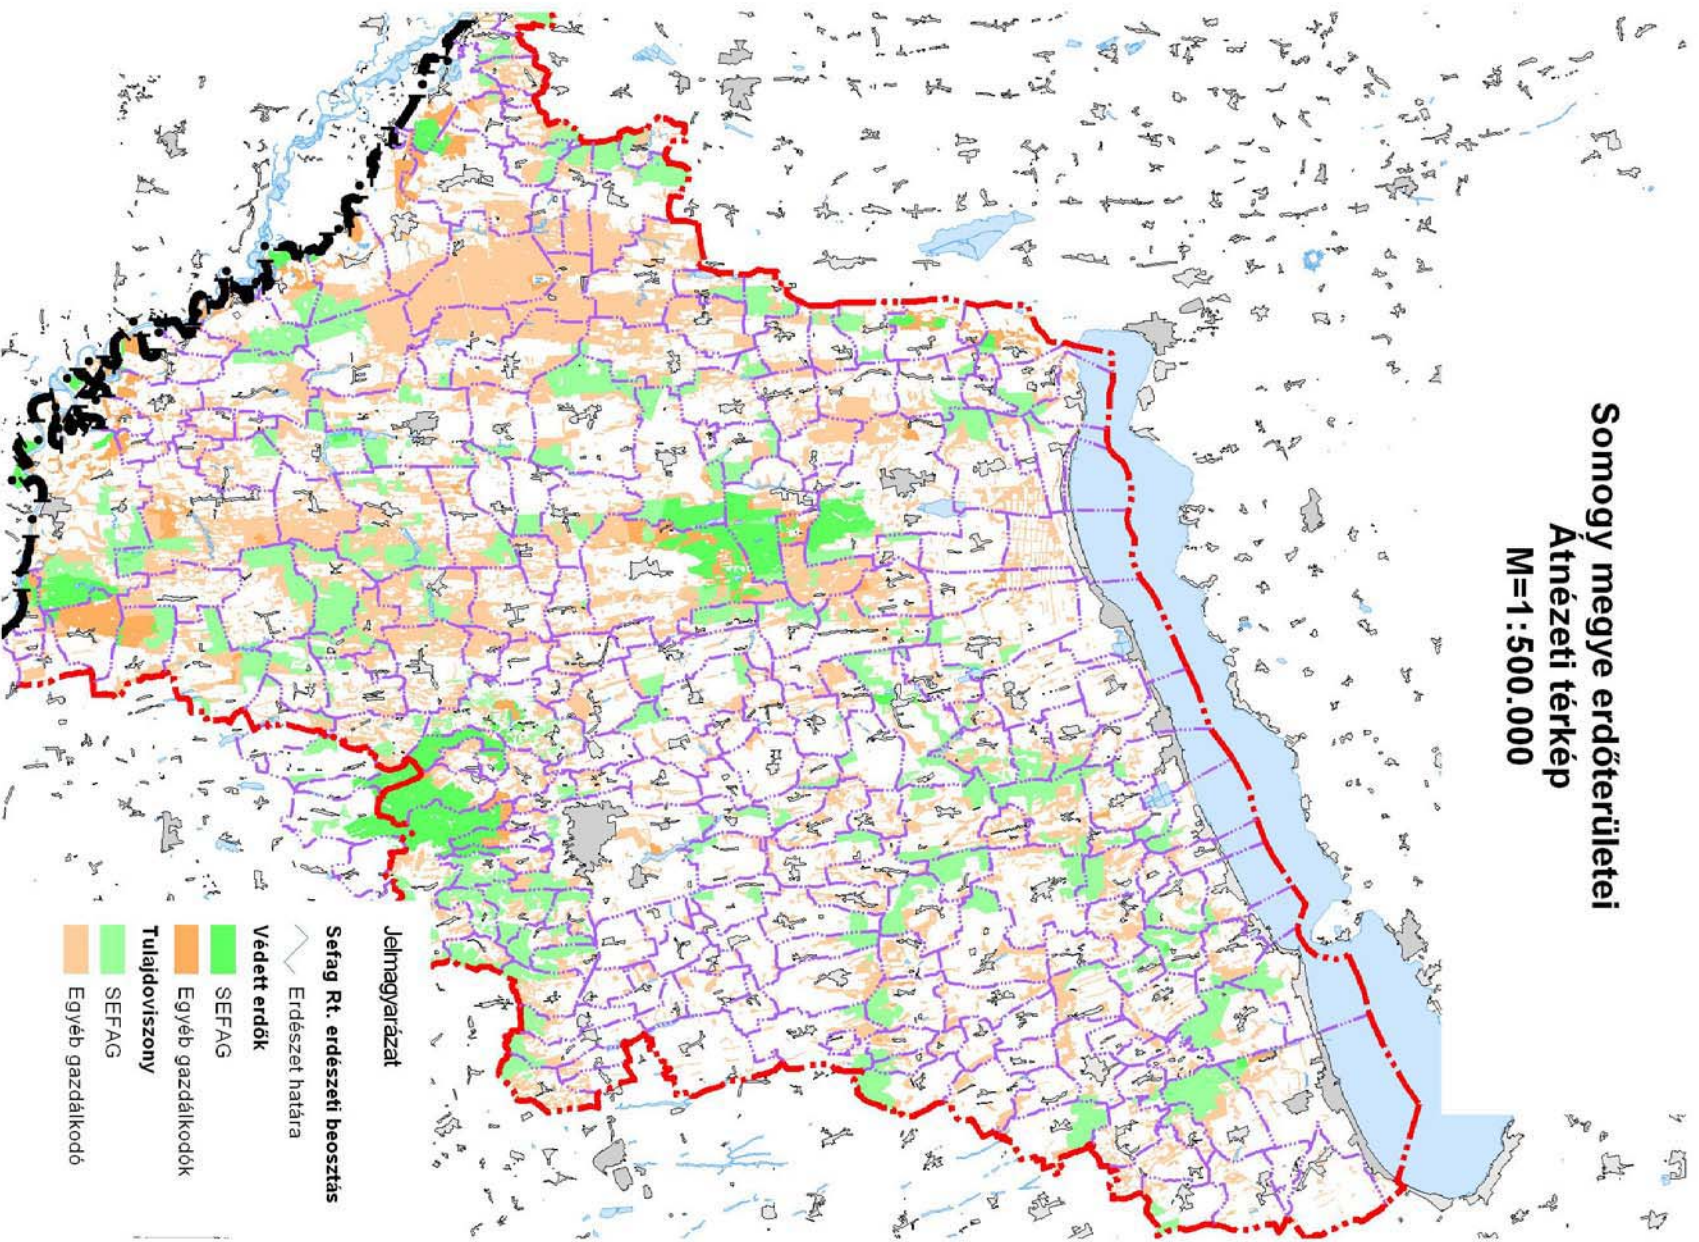 Somogy megye erdőterületei
Átnézeti térkép
M=1:500.000
Jelmagyarázat
Sefag Rt. erdészeti beosztás
Erdészet határa
Védett erdők
SEFAG
Egyéb gazdálkodók
Tulajdoviszony
SEFAG
Egyéb gazdálkodó